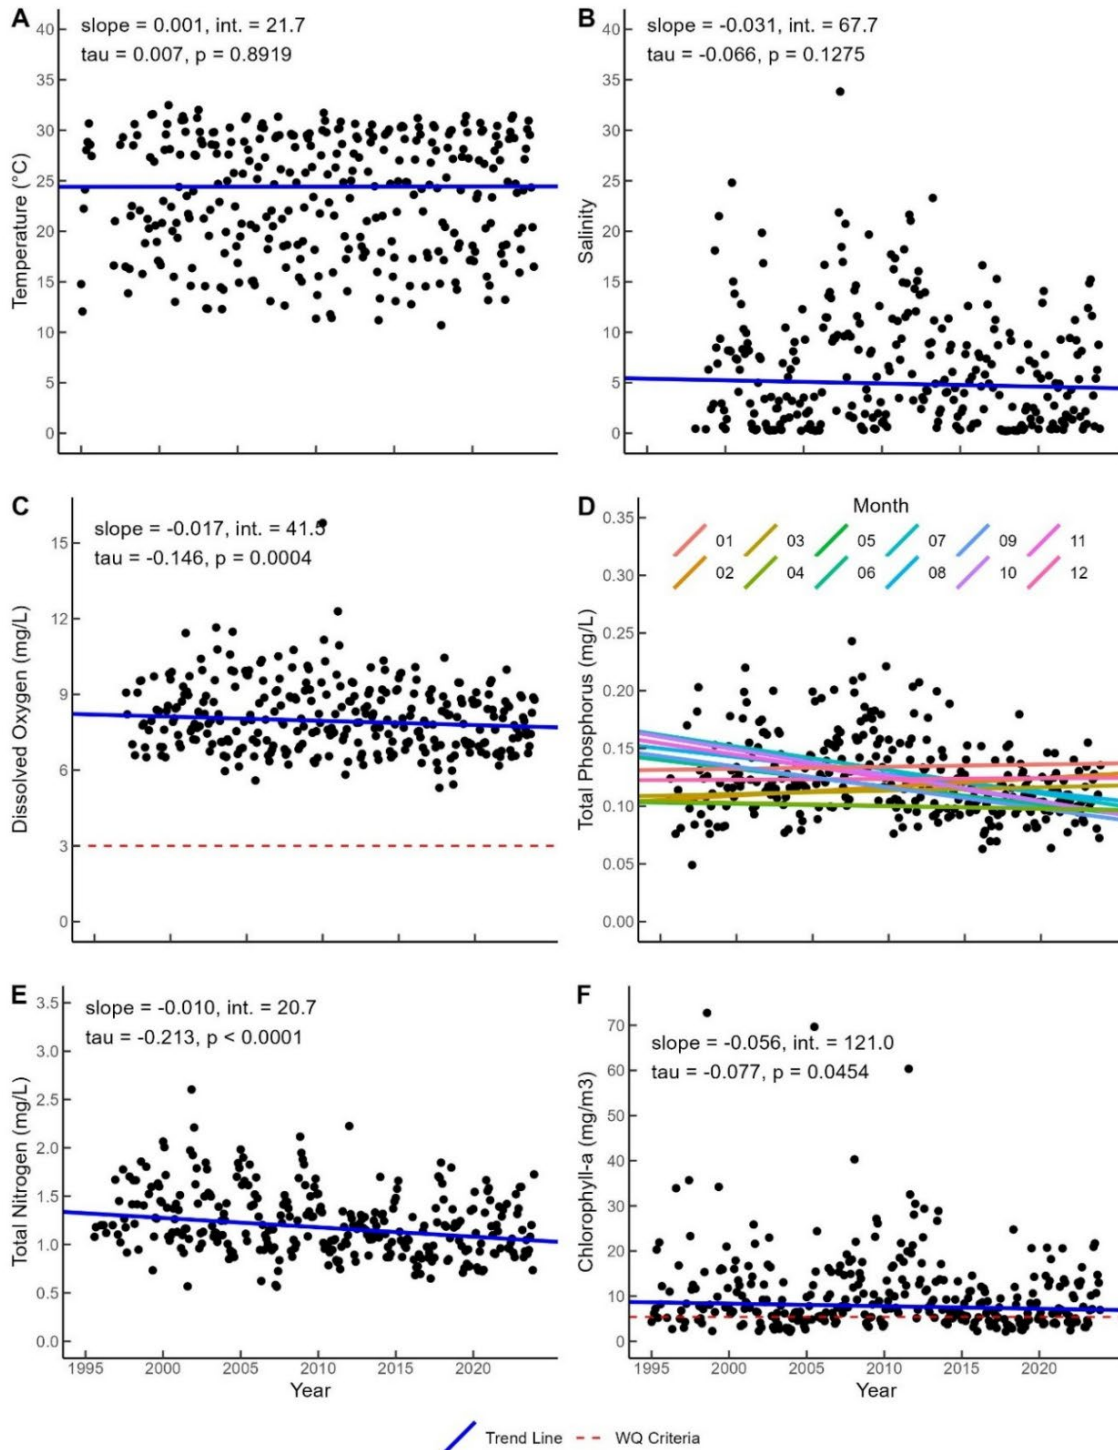 A
slope = 0.001, int. = 21.7
tau = 0.007, p = 0.8919
40
35
30
25
20
15
10
5
0
Temperature (°C)
B
slope = -0.031, int. = 67.7
tau = -0.066, p = 0.1275
40
35
30
25
20
15
10
5
0
Salinity
C
slope = -0.017, int. = 41.5
tau = -0.146, p = 0.0004
15
12
9
6
3
0
Dissolved Oxygen (mg/L)
D
Month
01 03 05 07 09 11
02 04 06 08 10 12
0.35
0.30
0.25
0.20
0.15
0.10
0.05
0.00
Total Phosphorus (mg/L)
E
slope = -0.010, int. = 20.7
tau = -0.213, p < 0.0001
3.5
3.0
2.5
2.0
1.5
1.0
0.5
0.0
Total Nitrogen (mg/L)
1995 2000 2005 2010 2015 2020
Year
F
slope = -0.056, int. = 121.0
tau = -0.077, p = 0.0454
70
60
50
40
30
20
10
0
Chlorophyll-a (mg/m3)
1995 2000 2005 2010 2015 2020
Year
Trend Line WQ Criteria